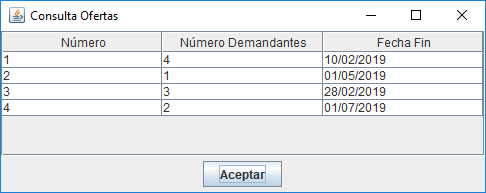 Consulta Ofertas
Número Número Demandantes Fecha Fin
1 4 10/02/2019
2 1 01/05/2019
3 3 28/02/2019
4 2 01/07/2019
Aceptar